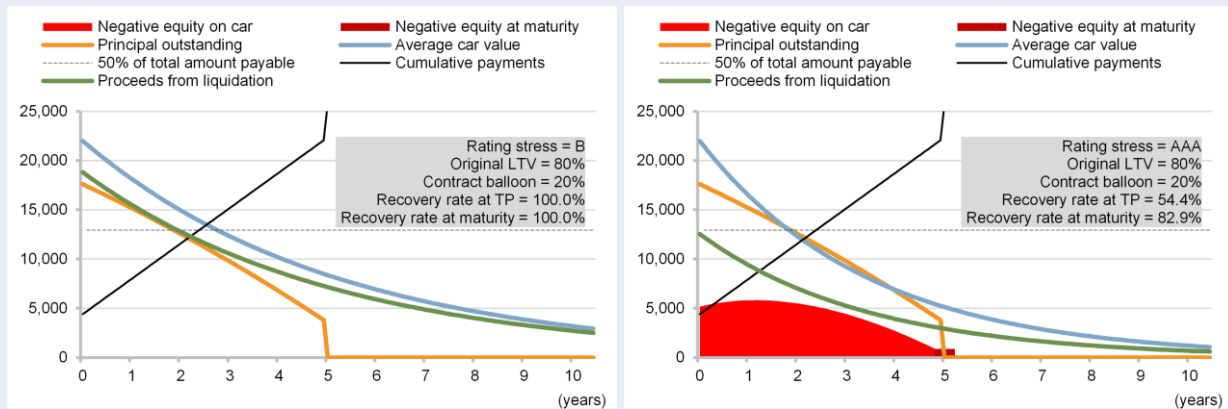 Negative equity on car Negative equity at maturity
Principal outstanding Average car value
50% of total amount payable Cumulative payments
Proceeds from liquidation
25,000
20,000
15,000
10,000
5,000
0
Rating stress = B
Original LTV = 80%
Contract balloon = 20%
Recovery rate at TP = 100.0%
Recovery rate at maturity = 100.0%
0 1 2 3 4 5 6 7 8 9 10
(years)
Negative equity on car Negative equity at maturity
Principal outstanding Average car value
50% of total amount payable Cumulative payments
Proceeds from liquidation
25,000
20,000
15,000
10,000
5,000
0
Rating stress = AAA
Original LTV = 80%
Contract balloon = 20%
Recovery rate at TP = 54.4%
Recovery rate at maturity = 82.9%
0 1 2 3 4 5 6 7 8 9 10
(years)